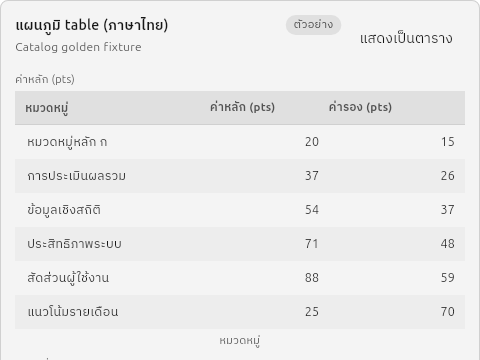 แผนภูมิ table (ภาษาไทย)
ตัวอย่าง
แสดงเป็นตาราง
Catalog golden fixture
ค่าหลัก (pts)
หมวดหมู่ ค่าหลัก (pts) ค่ารอง (pts)
หมวดหมู่หลัก ก 20 15
การประเมินผลรวม 37 26
ข้อมูลเชิงสถิติ 54 37
ประสิทธิภาพระบบ 71 48
สัดส่วนผู้ใช้งาน 88 59
แนวโน้มรายเดือน 25 70
หมวดหมู่